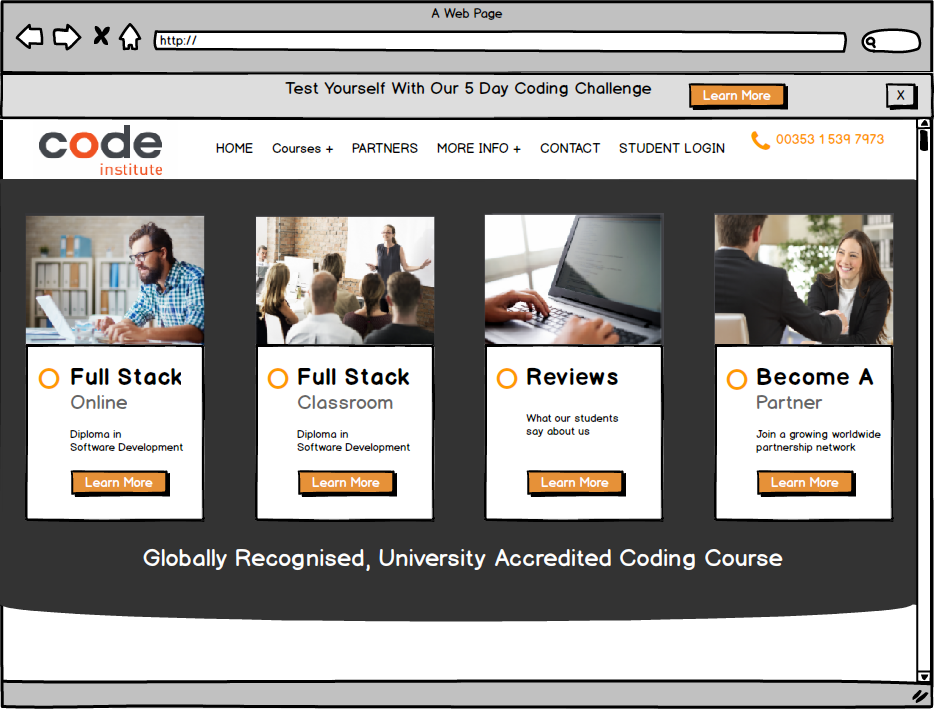 A Web Page
http://
Test Yourself With Our 5 Day Coding Challenge
Learn More
X
code
institute
HOME Courses + PARTNERS MORE INFO + CONTACT STUDENT LOGIN
00353 1 539 7973
Full Stack
Online
Diploma in
Software Development
Learn More
Full Stack
Classroom
Diploma in
Software Development
Learn More
Reviews
What our students
say about us
Learn More
Become A
Partner
Join a growing worldwide
partnership network
Learn More
Globally Recognised, University Accredited Coding Course